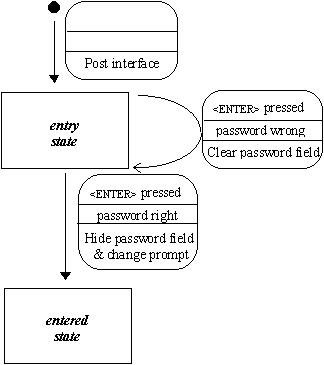 Post interface
entry
state
<ENTER> pressed
password wrong
Clear password field
<ENTER> pressed
password right
Hide password field
& change prompt
entered
state